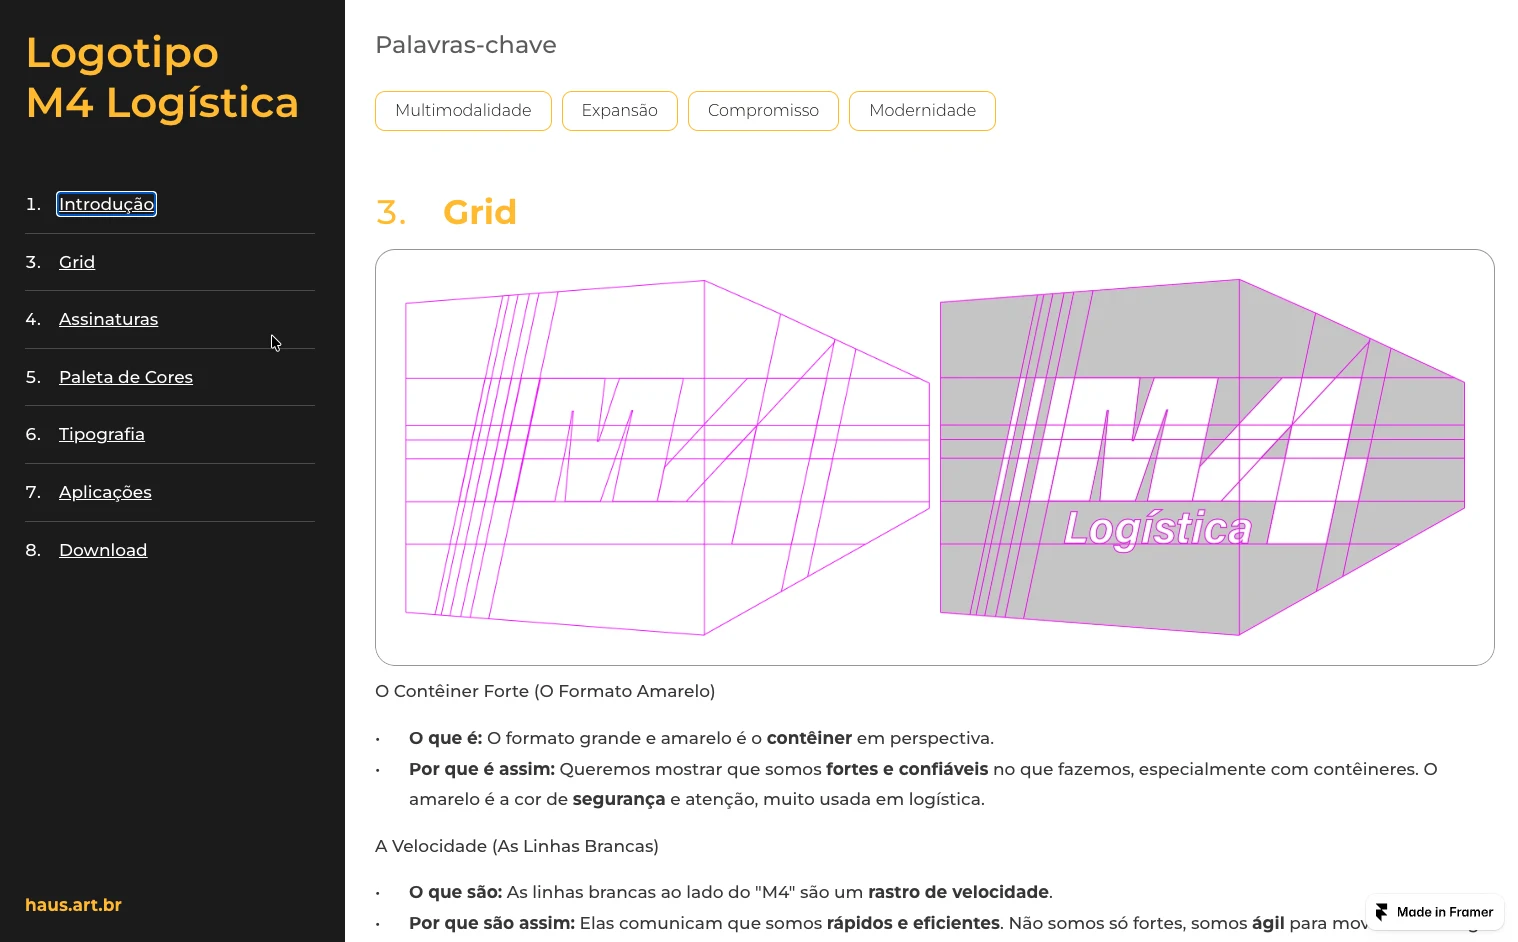 Logotipo
M4 Logística
1. Introdução
3. Grid
4. Assinaturas
5. Paleta de Cores
6. Tipografia
7. Aplicações
8. Download
haus.art.br
Palavras-chave
Multimodalidade Expansão Compromisso Modernidade
3. Grid
M4
M4
Logística
O Contêiner Forte (O Formato Amarelo)
• O que é: O formato grande e amarelo é o contêiner em perspectiva.
• Por que é assim: Queremos mostrar que somos fortes e confiáveis no que fazemos, especialmente com contêineres. O
amarelo é a cor de segurança e atenção, muito usada em logística.
A Velocidade (As Linhas Brancas)
• O que são: As linhas brancas ao lado do "M4" são um rastro de velocidade.
• Por que são assim: Elas comunicam que somos rápidos e eficientes. Não somos só fortes, somos ágil para
Made in Framer